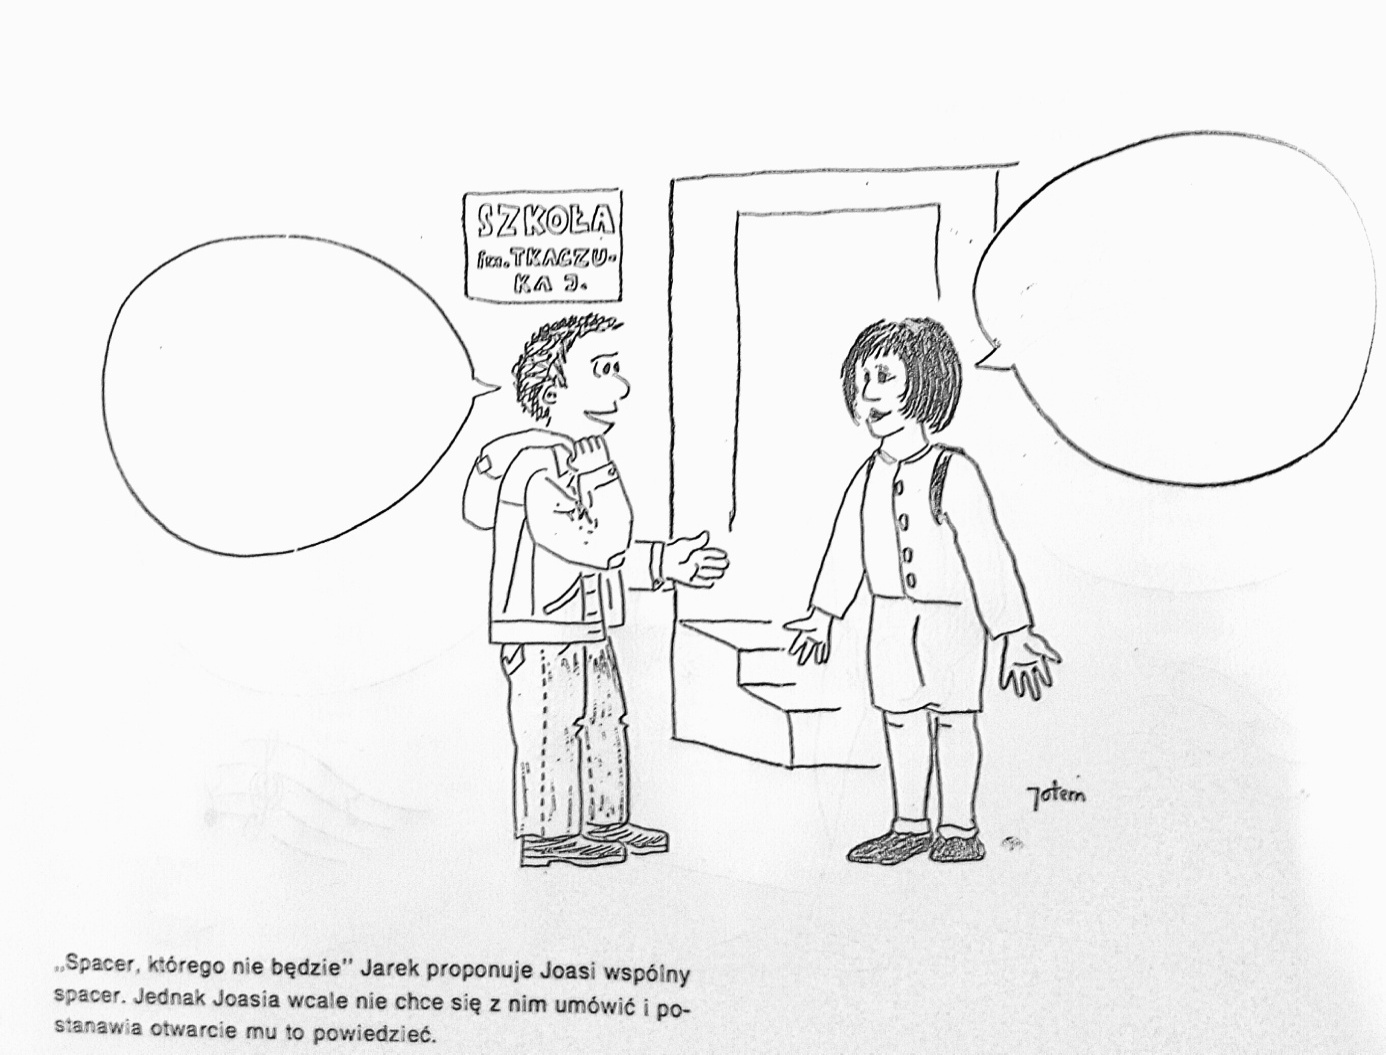 SZKOŁA
im. TKACZU-
KA J.
Jotem
„Spacer, którego nie będzie” Jarek proponuje Joasi wspólny
spacer. Jednak Joasia wcale nie chce się z nim umówić i po-
stanawia otwarcie mu to powiedzieć.